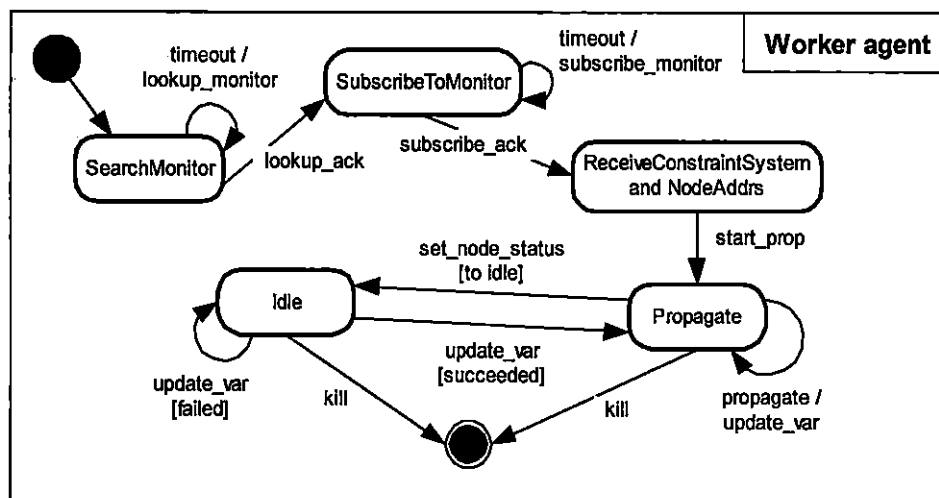 Worker agent
timeout /
lookup_monitor
SubscribeToMonitor
timeout /
subscribe_monitor
SearchMonitor
lookup_ack
subscribe_ack
ReceiveConstraintSystem
and NodeAddrs
start_prop
set_node_status
[to idle]
Idle
Propagate
update_var
[succeeded]
update_var
[failed]
kill
kill
propagate /
update_var